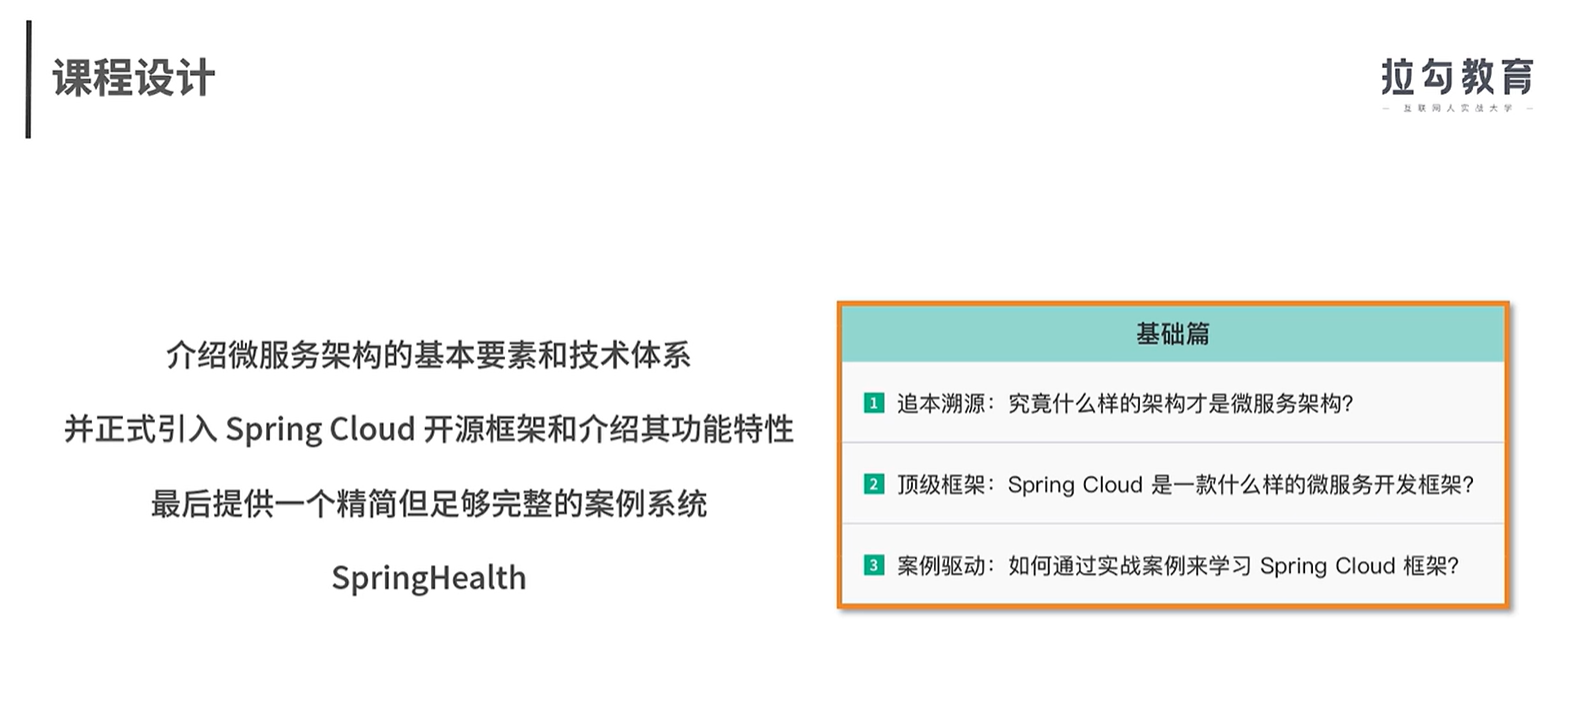 课程设计
拉勾教育
— 互联网人实战大学 —
介绍微服务架构的基本要素和技术体系
并正式引入 Spring Cloud 开源框架和介绍其功能特性
最后提供一个精简但足够完整的案例系统
SpringHealth
基础篇
1 追本溯源：究竟什么样的架构才是微服务架构?
2 顶级框架：Spring Cloud 是一款什么样的微服务开发框架?
3 案例驱动：如何通过实战案例来学习 Spring Cloud 框架?